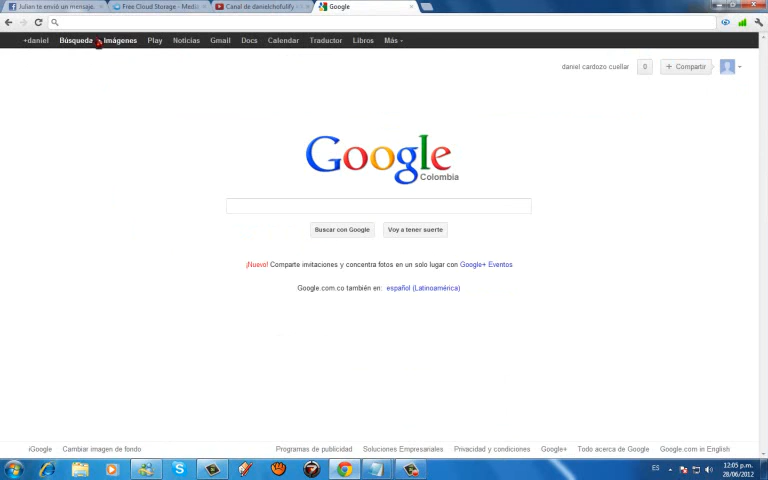 Julian te envió un mensaje.
Free Cloud Storage - Media
Canal de danielchofulify
Google
+daniel Búsqueda Imágenes Play Noticias Gmail Docs Calendar Traductor Libros Más
daniel cardozo cuellar 0 + Compartir
Google
Colombia
Buscar con Google Voy a tener suerte
¡Nuevo! Comparte invitaciones y concentra fotos en un solo lugar con Google+ Eventos
Google.com.co también en: español (Latinoamérica)
iGoogle Cambiar imagen de fondo Programas de publicidad Soluciones Empresariales Privacidad y condiciones Google+ Todo acerca de Google Google.com in English
ES 12:05 p.m.
28/06/2012